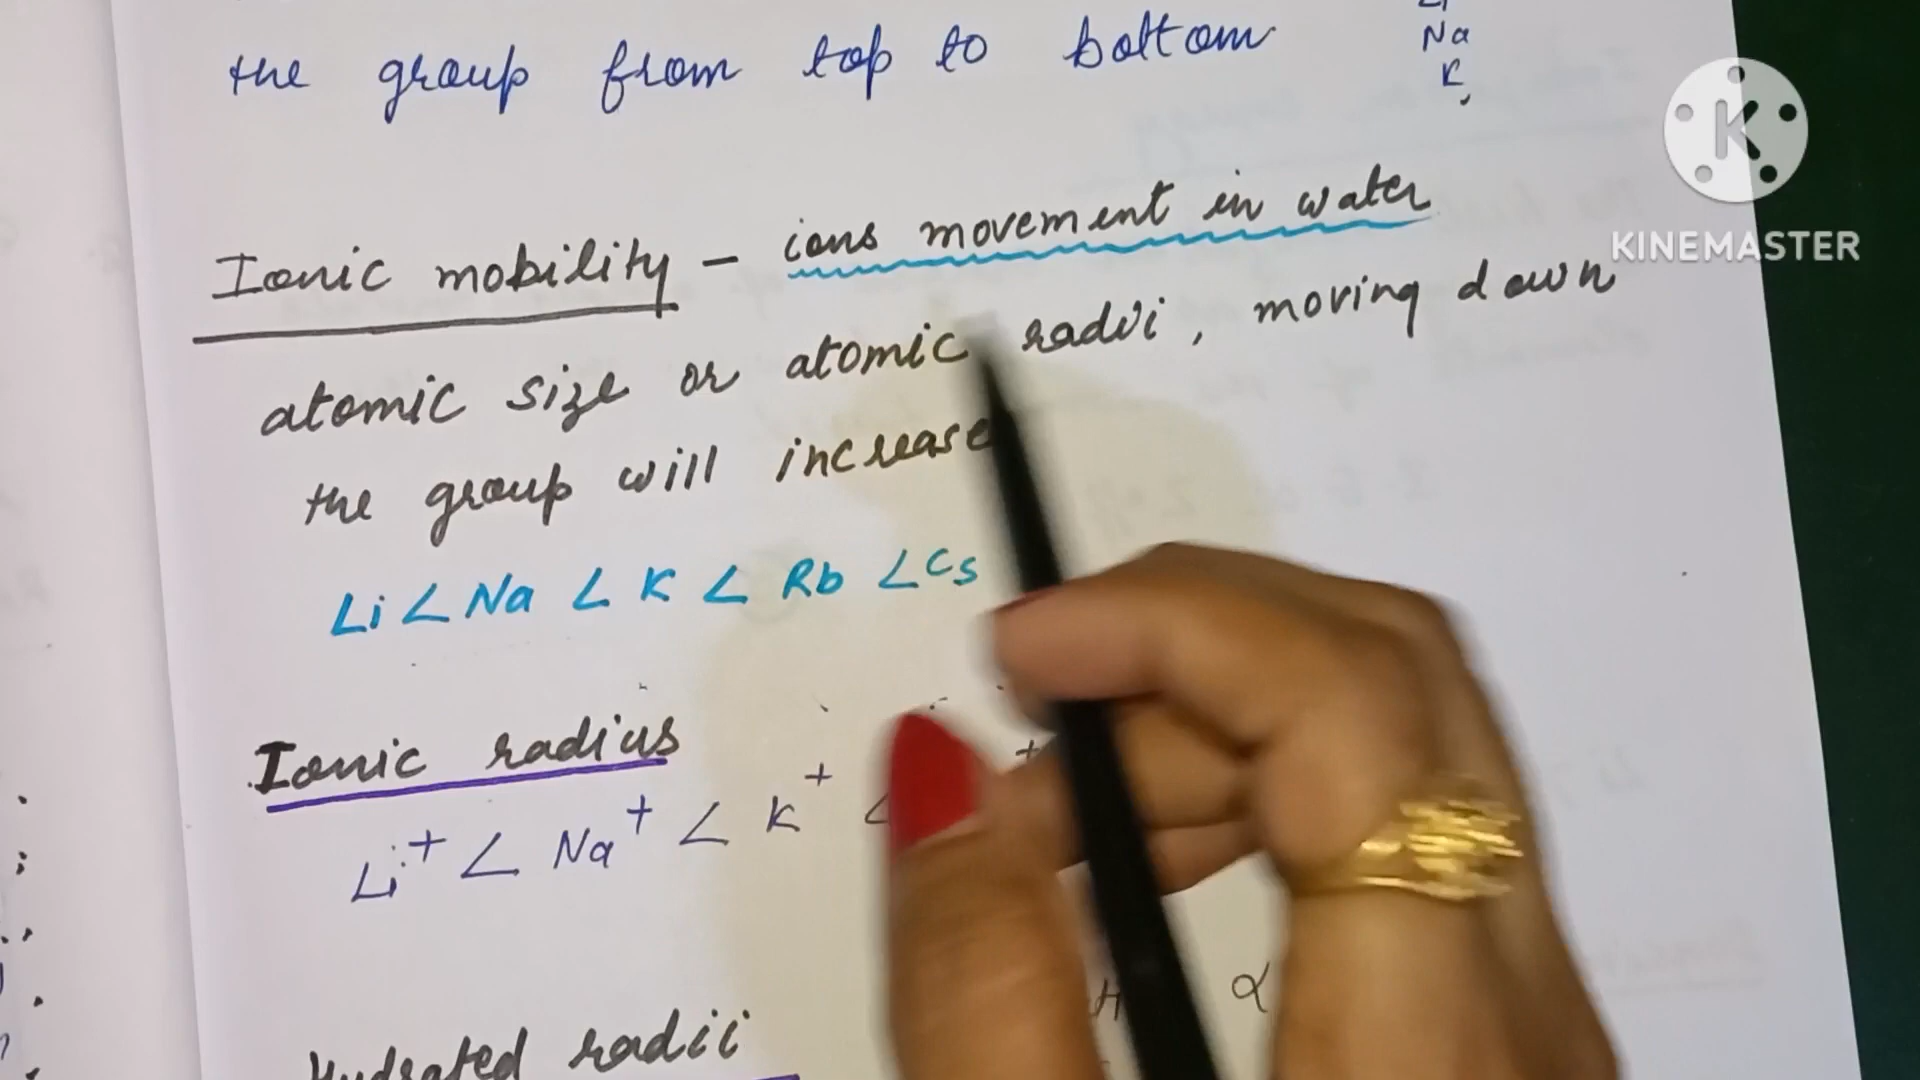 Na
the group from top to bottom
K,
KINEMASTER
Ionic mobility - ions movement in water
atomic size or atomic radii, moving down
the group will increase
Li < Na < K < Rb < Cs
Ionic radius
Li+ < Na+ < K+ <
Hydrated radii
α